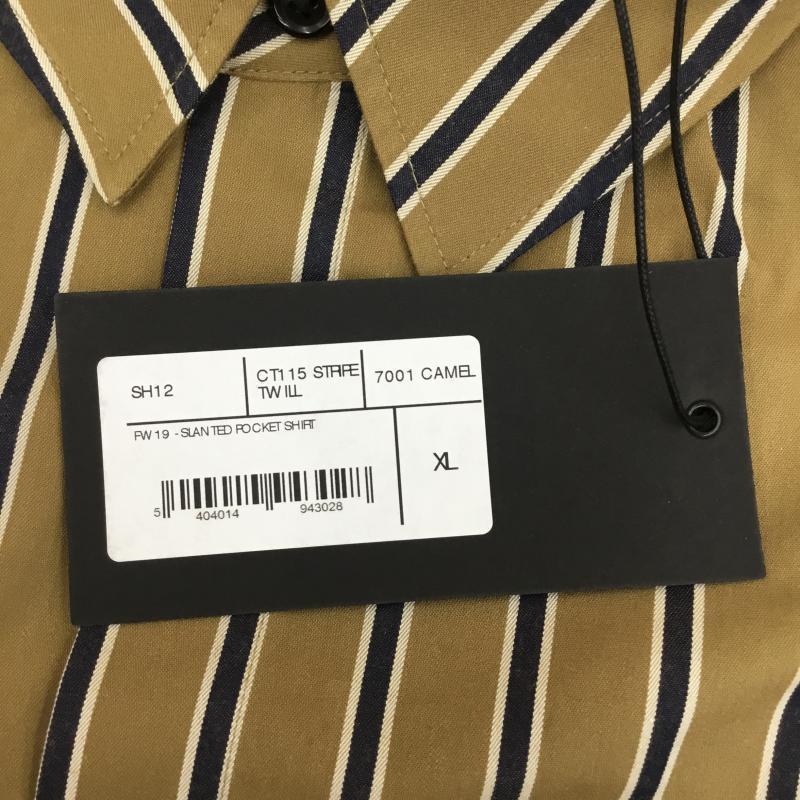 SH12
CT115 STRIPE
TWILL
7001 CAMEL
FW19 - SLANTED POCKET SHIRT
XL
5 404014 943028